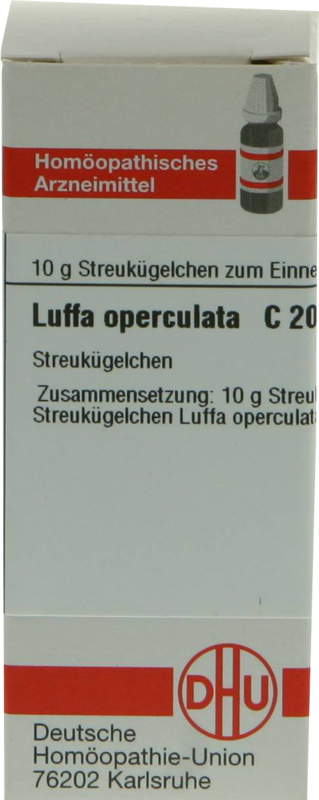 Homöopathisches
Arzneimittel
10 g Streukügelchen zum Einne
Luffa operculata C 20
Streukügelchen
Zusammensetzung: 10 g Streu
Streukügelchen Luffa operculat
DHU
Deutsche
Homöopathie-Union
76202 Karlsruhe